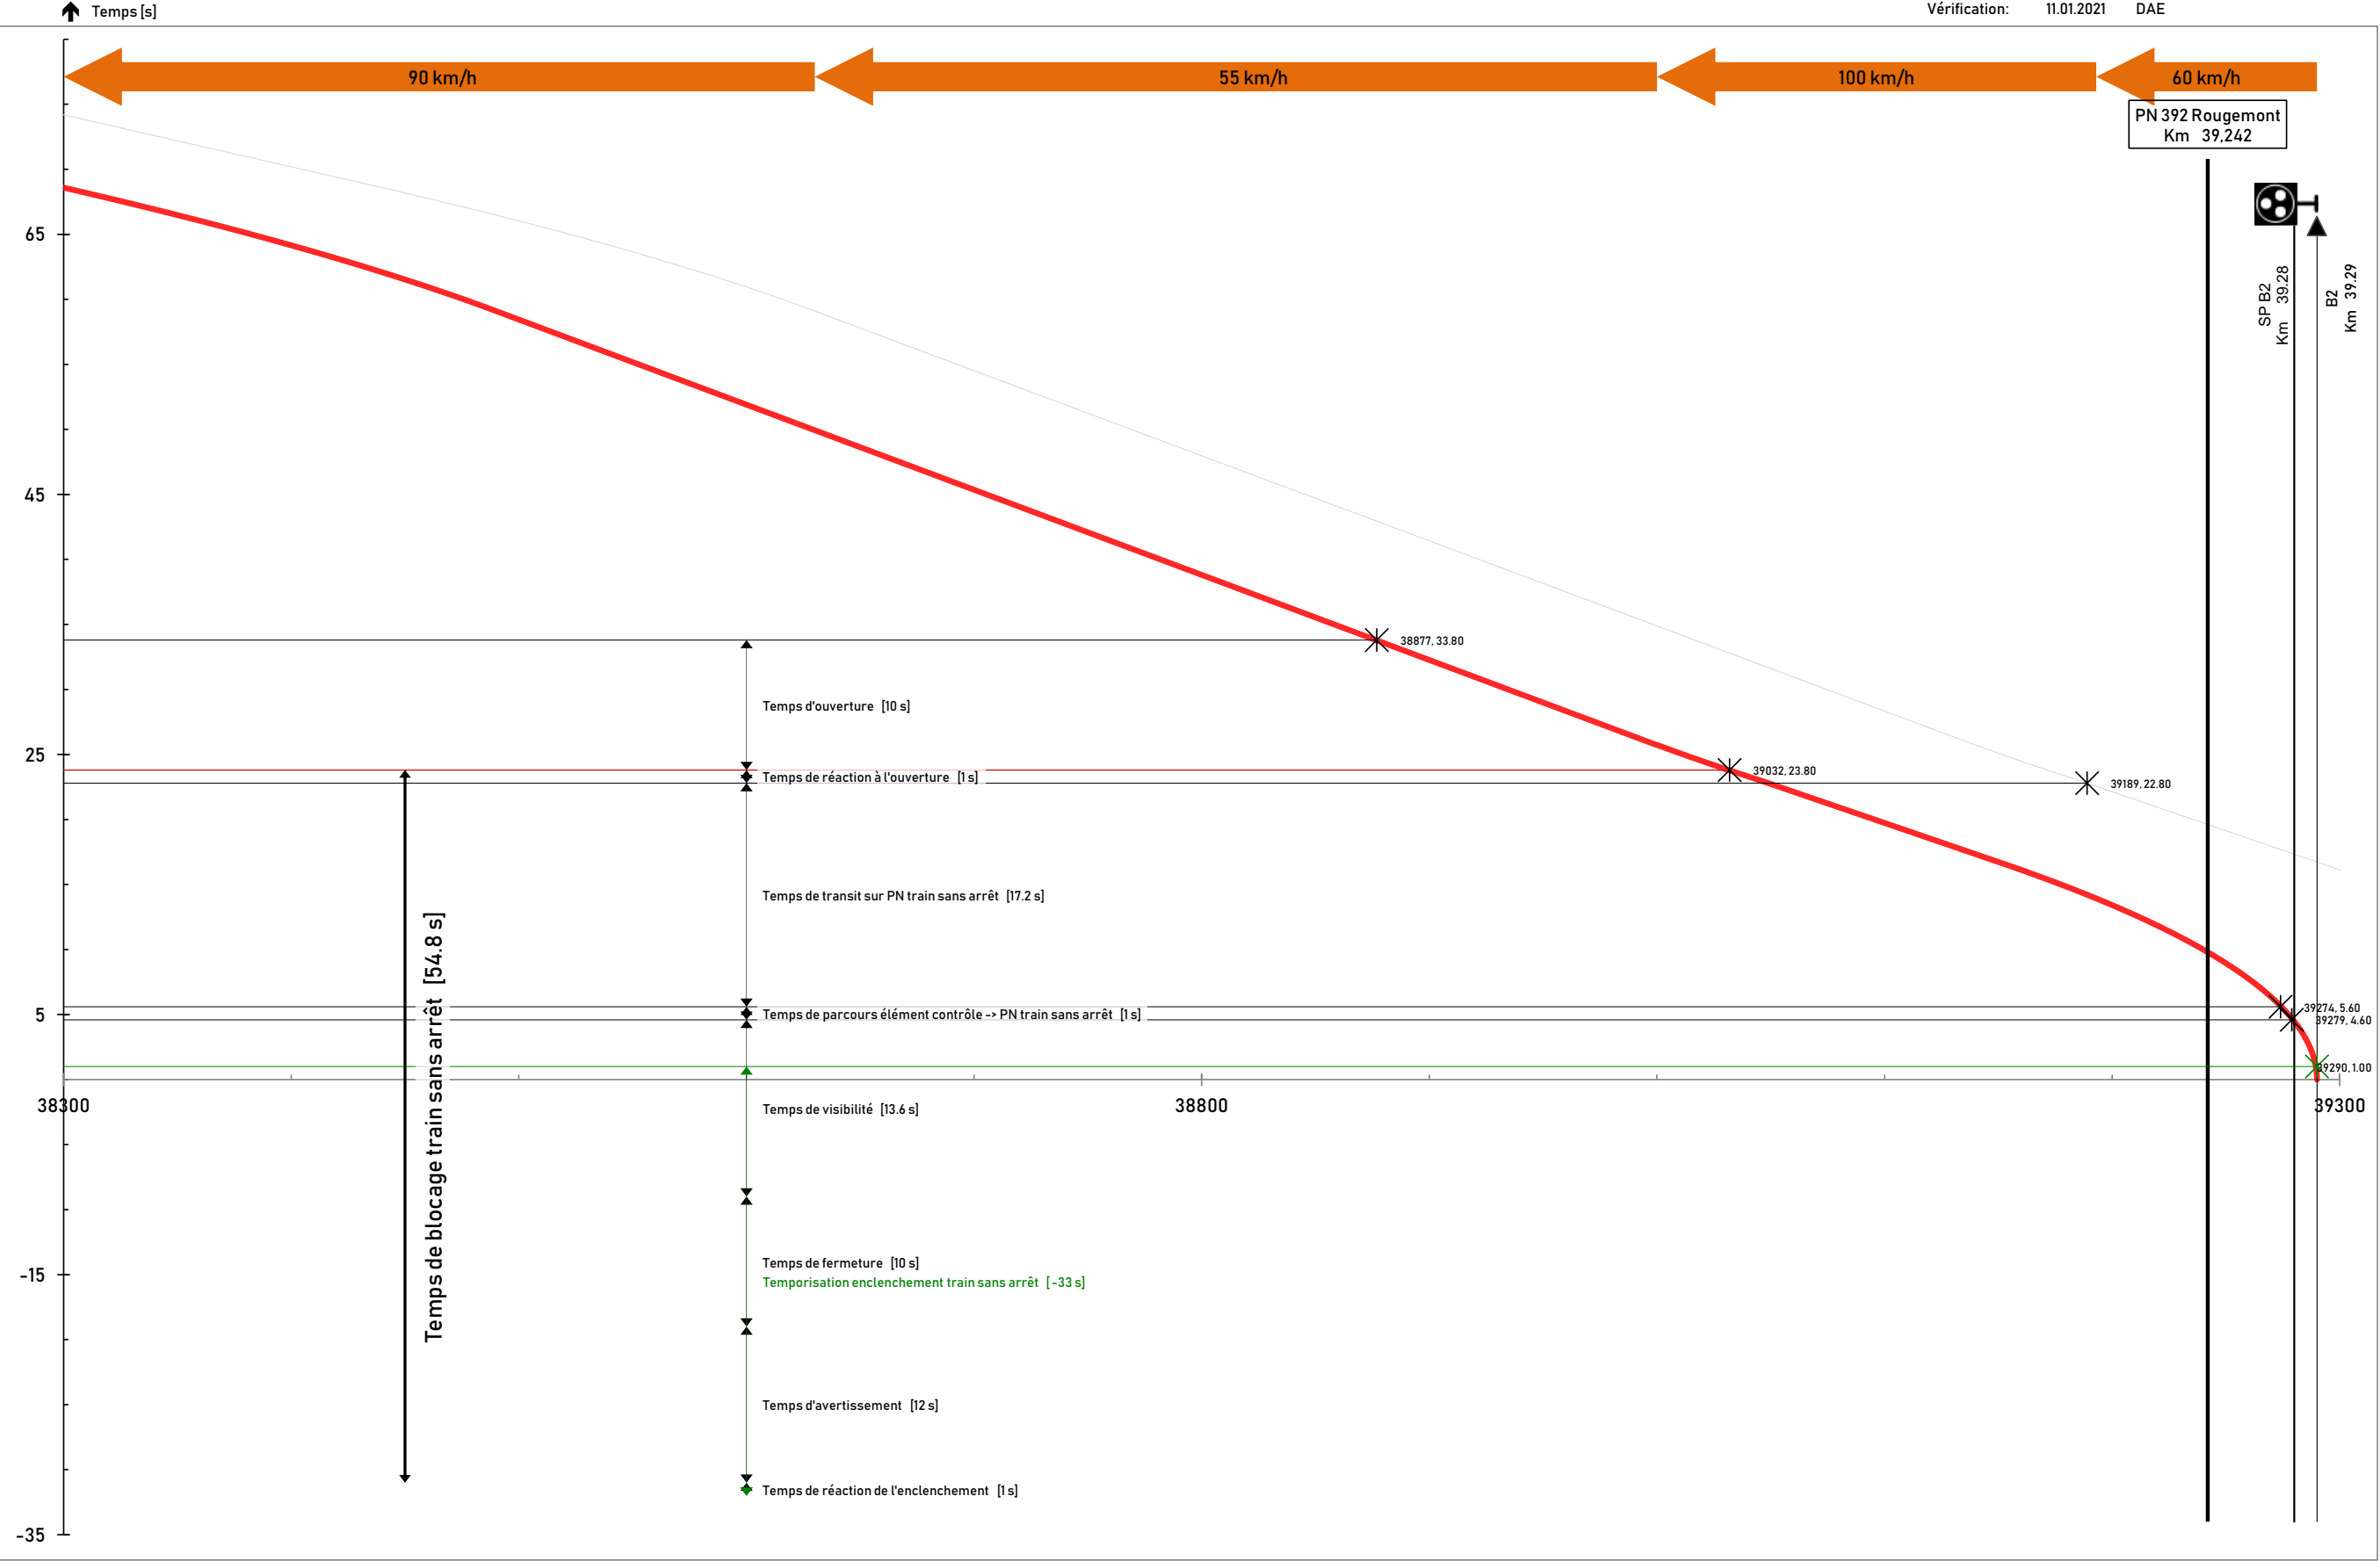 Temps [s]
Vérification: 11.01.2021 DAE
90 km/h
55 km/h
100 km/h
60 km/h
PN 392 Rougemont
Km 39,242
SP B2
Km 39.28
B2
Km 39.29
65
45
25
5
-15
-35
38877, 33.80
Temps d'ouverture [10 s]
39032, 23.80
Temps de réaction à l'ouverture [1 s]
39189, 22.80
Temps de transit sur PN train sans arrêt [17.2 s]
Temps de blocage train sans arrêt [54.8 s]
39274, 5.60
Temps de parcours élément contrôle -> PN train sans arrêt [1 s]
39279, 4.60
39290, 1.00
38300
38800
39300
Temps de visibilité [13.6 s]
Temps de fermeture [10 s]
Temporisation enclenchement train sans arrêt [ -33 s]
Temps d'avertissement [12 s]
Temps de réaction de l'enclenchement [1 s]